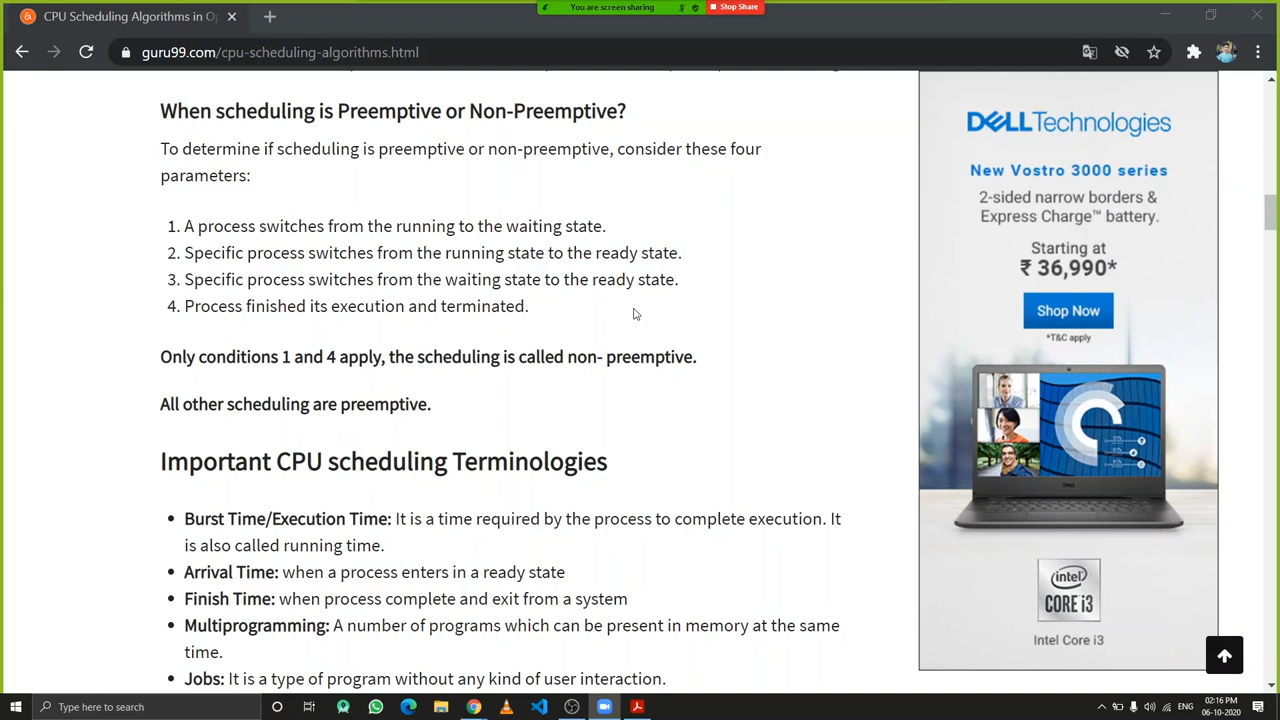 CPU Scheduling Algorithms in Op
You are screen sharing
Stop Share
guru99.com/cpu-scheduling-algorithms.html
When scheduling is Preemptive or Non-Preemptive?
To determine if scheduling is preemptive or non-preemptive, consider these four
parameters:
1. A process switches from the running to the waiting state.
2. Specific process switches from the running state to the ready state.
3. Specific process switches from the waiting state to the ready state.
4. Process finished its execution and terminated.
Only conditions 1 and 4 apply, the scheduling is called non- preemptive.
All other scheduling are preemptive.
Important CPU scheduling Terminologies
• Burst Time/Execution Time: It is a time required by the process to complete execution. It
is also called running time.
• Arrival Time: when a process enters in a ready state
• Finish Time: when process complete and exit from a system
• Multiprogramming: A number of programs which can be present in memory at the same
time.
• Jobs: It is a type of program without any kind of user interaction.
DELL Technologies
New Vostro 3000 series
2-sided narrow borders &
Express Charge™ battery.
Starting at
₹ 36,990*
Shop Now
*T&C apply
DELL
intel
CORE i3
Intel Core i3
Type here to search
ENG
02:16 PM
06-10-2020